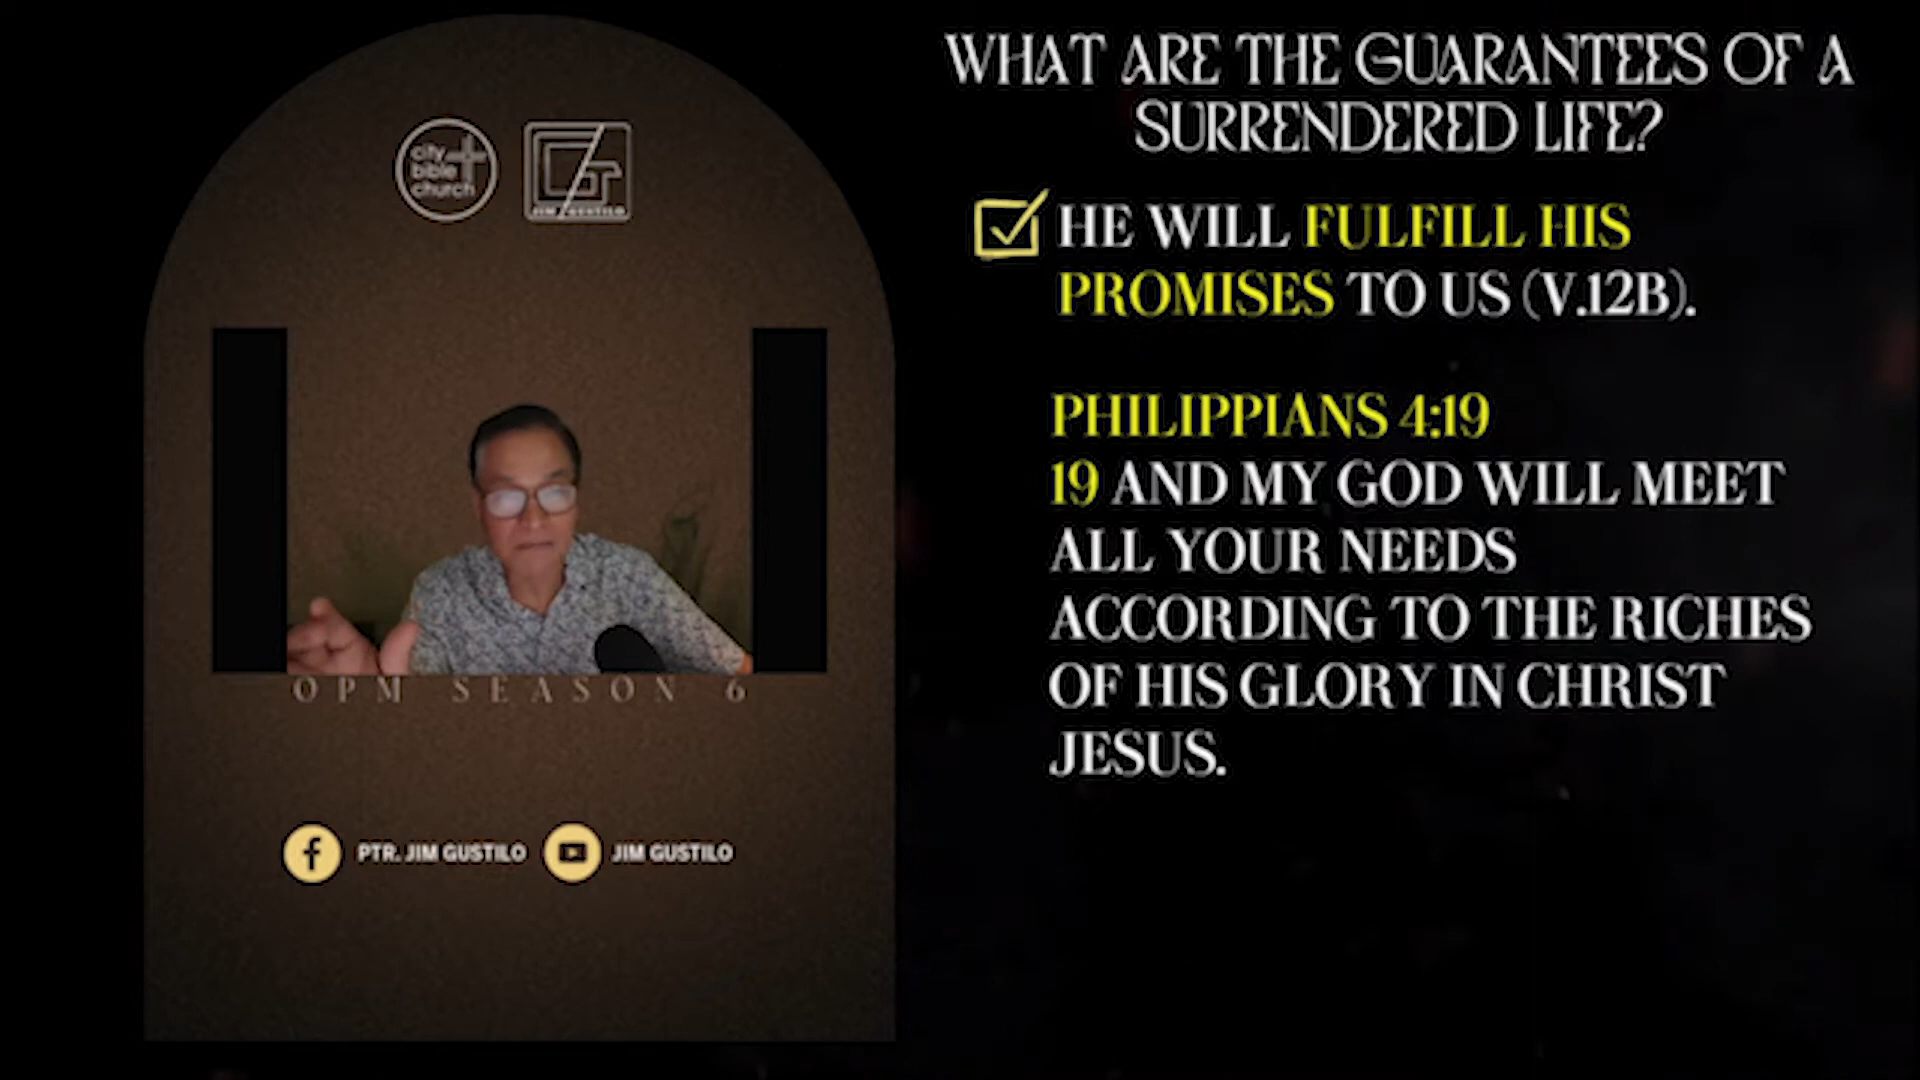 city
bible
church
JIM GUSTILO
OPM SEASON 6
PTR. JIM GUSTILO
JIM GUSTILO
WHAT ARE THE GUARANTEES OF A
SURRENDERED LIFE?
HE WILL FULFILL HIS
PROMISES TO US (V.12B).
PHILIPPIANS 4:19
19 AND MY GOD WILL MEET
ALL YOUR NEEDS
ACCORDING TO THE RICHES
OF HIS GLORY IN CHRIST
JESUS.